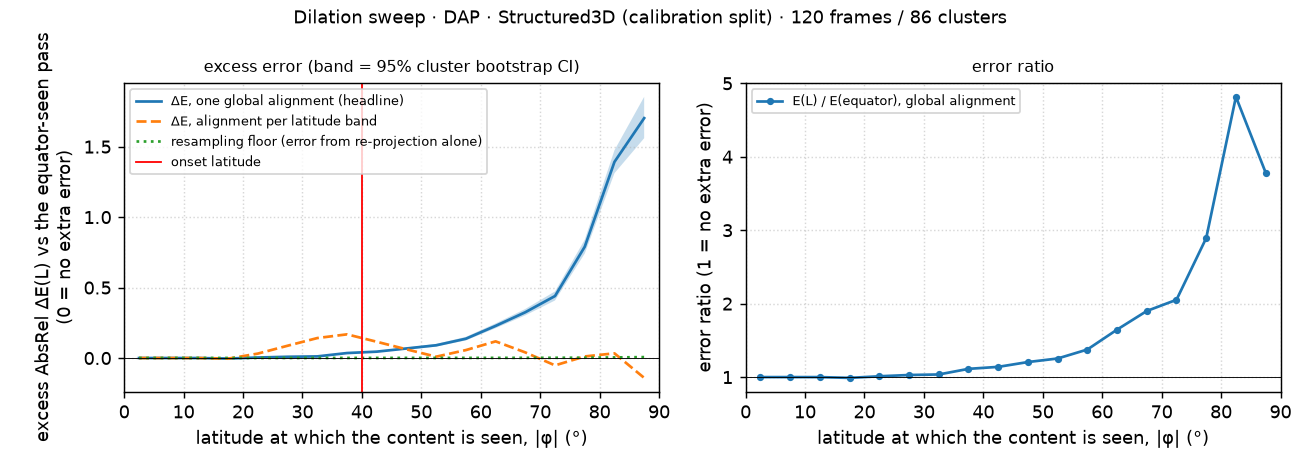 Dilation sweep · DAP · Structured3D (calibration split) · 120 frames / 86 clusters
excess error (band = 95% cluster bootstrap CI)
excess AbsRel ΔE(L) vs the equator-seen pass
(0 = no extra error)
1.5
1.0
0.5
0.0
ΔE, one global alignment (headline)
ΔE, alignment per latitude band
resampling floor (error from re-projection alone)
onset latitude
0 10 20 30 40 50 60 70 80 90
latitude at which the content is seen, |φ| (°)
error ratio
error ratio (1 = no extra error)
5
4
3
2
1
E(L) / E(equator), global alignment
0 10 20 30 40 50 60 70 80 90
latitude at which the content is seen, |φ| (°)